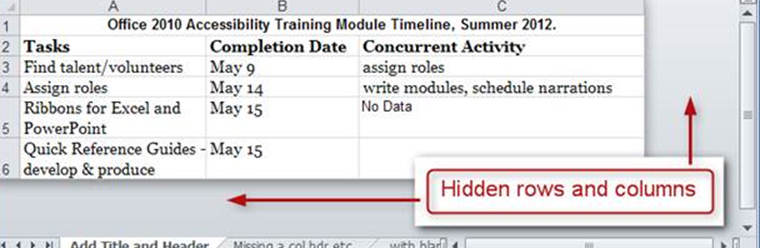 A B C
1 Office 2010 Accessibility Training Module Timeline, Summer 2012.
2 Tasks Completion Date Concurrent Activity
3 Find talent/volunteers May 9 assign roles
4 Assign roles May 14 write modules, schedule narrations
Ribbons for Excel and May 15 No Data
5 PowerPoint
Quick Reference Guides - May 15
6 develop & produce
Hidden rows and columns
Add Title and Header Missing a col hdr etc with blan